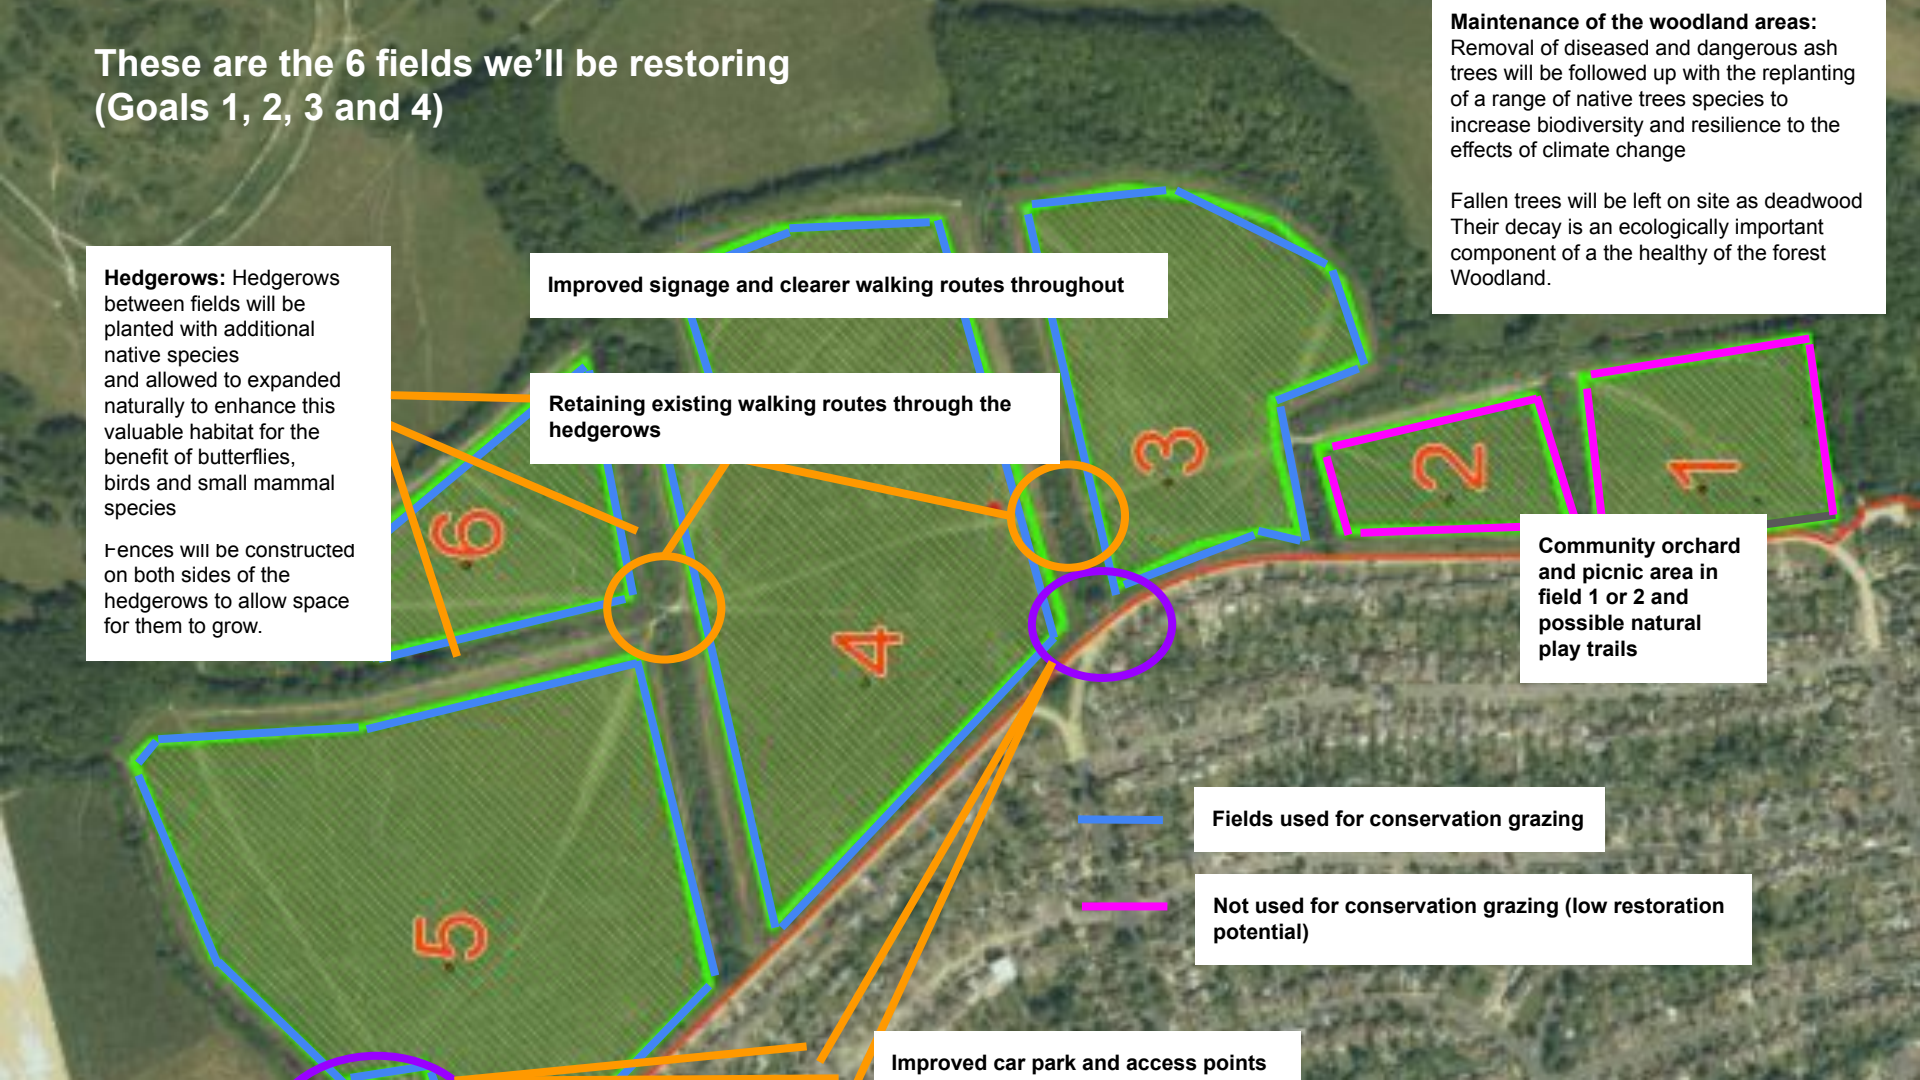 These are the 6 fields we’ll be restoring
(Goals 1, 2, 3 and 4)
Maintenance of the woodland areas:
Removal of diseased and dangerous ash
trees will be followed up with the replanting
of a range of native trees species to
increase biodiversity and resilience to the
effects of climate change
Fallen trees will be left on site as deadwood
Their decay is an ecologically important
component of a the healthy of the forest
Woodland.
Hedgerows: Hedgerows
between fields will be
planted with additional
native species
and allowed to expanded
naturally to enhance this
valuable habitat for the
benefit of butterflies,
birds and small mammal
species
Fences will be constructed
on both sides of the
hedgerows to allow space
for them to grow.
Improved signage and clearer walking routes throughout
Retaining existing walking routes through the
hedgerows
6
3
2
1
4
5
Community orchard
and picnic area in
field 1 or 2 and
possible natural
play trails
Fields used for conservation grazing
Not used for conservation grazing (low restoration
potential)
Improved car park and access points